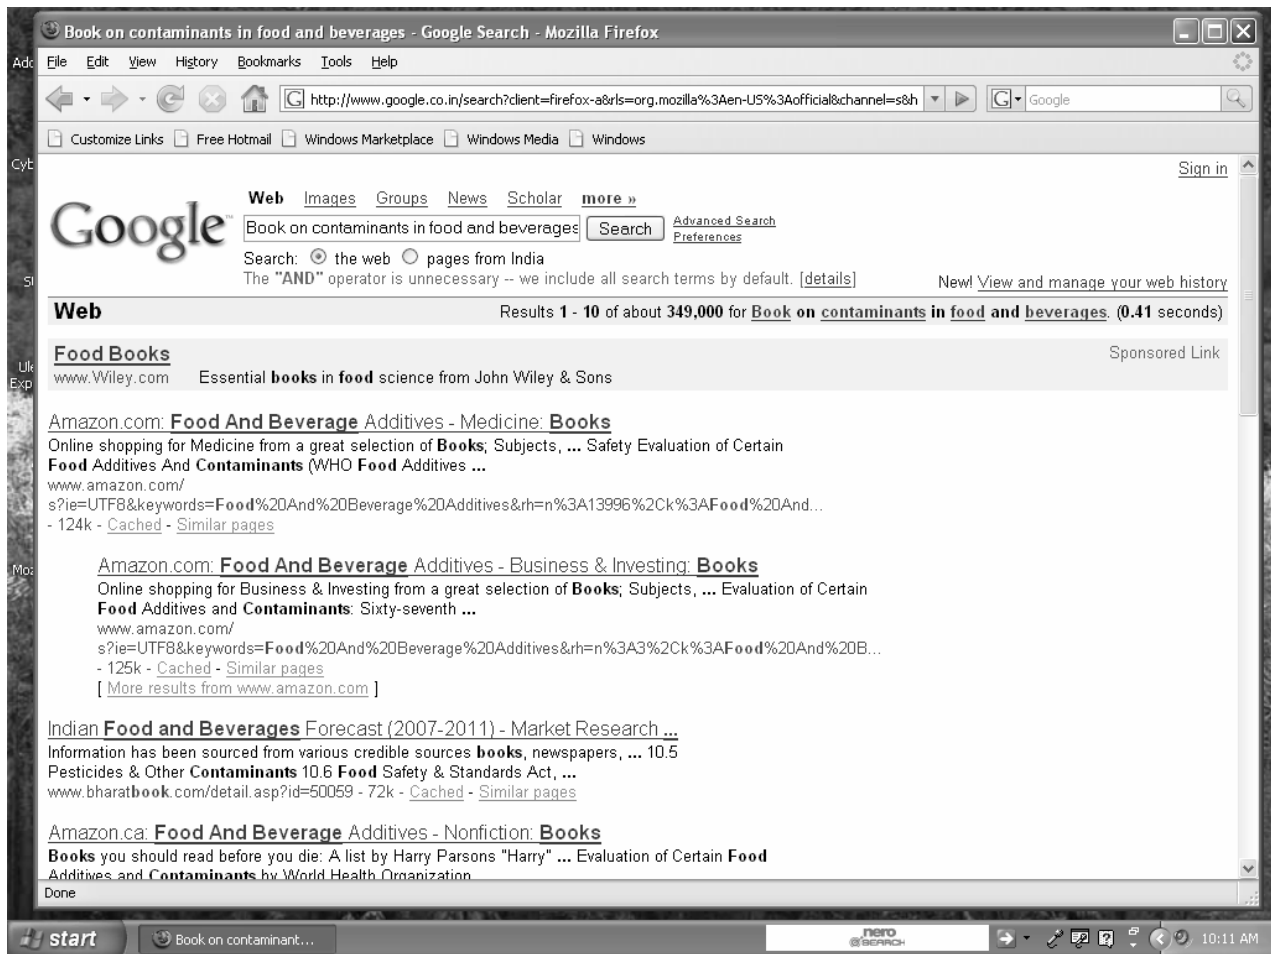 Book on contaminants in food and beverages - Google Search - Mozilla Firefox
File Edit View History Bookmarks Tools Help
http://www.google.co.in/search?client=firefox-a&rls=org.mozilla%3Aen-US%3Aofficial&channel=s&h
G Google
Customize Links Free Hotmail Windows Marketplace Windows Media Windows
Sign in
Google™
Web Images Groups News Scholar more »
Book on contaminants in food and beverages Search Advanced Search
Preferences
Search: the web pages from India
The "AND" operator is unnecessary -- we include all search terms by default. [details]
New! View and manage your web history
Web Results 1 - 10 of about 349,000 for Book on contaminants in food and beverages. (0.41 seconds)
Food Books Sponsored Link
www.Wiley.com Essential books in food science from John Wiley & Sons
Amazon.com: Food And Beverage Additives - Medicine: Books
Online shopping for Medicine from a great selection of Books; Subjects, ... Safety Evaluation of Certain
Food Additives And Contaminants (WHO Food Additives ...
www.amazon.com/
s?ie=UTF8&keywords=Food%20And%20Beverage%20Additives&rh=n%3A13996%2Ck%3AFood%20And...
- 124k - Cached - Similar pages
Amazon.com: Food And Beverage Additives - Business & Investing: Books
Online shopping for Business & Investing from a great selection of Books; Subjects, ... Evaluation of Certain
Food Additives and Contaminants: Sixty-seventh ...
www.amazon.com/
s?ie=UTF8&keywords=Food%20And%20Beverage%20Additives&rh=n%3A3%2Ck%3AFood%20And%20B...
- 125k - Cached - Similar pages
[ More results from www.amazon.com ]
Indian Food and Beverages Forecast (2007-2011) - Market Research ...
Information has been sourced from various credible sources books, newspapers, ... 10.5
Pesticides & Other Contaminants 10.6 Food Safety & Standards Act, ...
www.bharatbook.com/detail.asp?id=50059 - 72k - Cached - Similar pages
Amazon.ca: Food And Beverage Additives - Nonfiction: Books
Books you should read before you die: A list by Harry Parsons "Harry" ... Evaluation of Certain Food
Additives and Contaminants by World Health Organization
Done
start Book on contaminant... nero SEARCH 10:11 AM